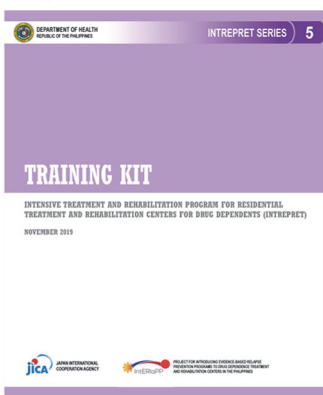 DEPARTMENT OF HEALTH
REPUBLIC OF THE PHILIPPINES
INTREPRET SERIES
5
TRAINING KIT
INTENSIVE TREATMENT AND REHABILITATION PROGRAM FOR RESIDENTIAL
TREATMENT AND REHABILITATION CENTERS FOR DRUG DEPENDENTS (INTREPRET)
NOVEMBER 2019
jica
JAPAN INTERNATIONAL
COOPERATION AGENCY
IntERlaPP
PROJECT FOR INTRODUCING EVIDENCE-BASED RELAPSE
PREVENTION PROGRAMS TO DRUG DEPENDENCE TREATMENT
AND REHABILITATION CENTERS IN THE PHILIPPINES